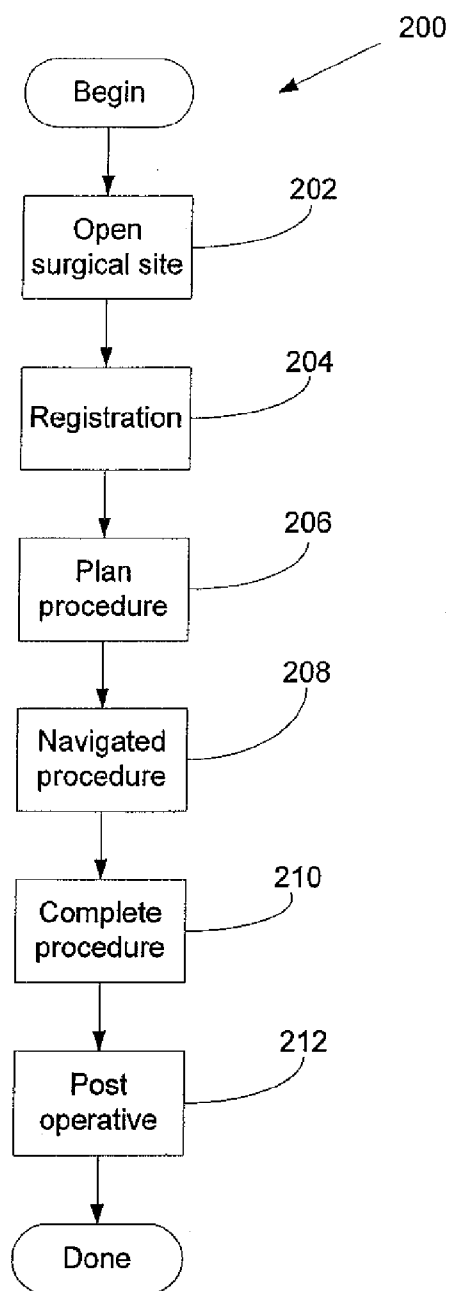 200
Begin
202
Open
surgical site
204
Registration
206
Plan
procedure
208
Navigated
procedure
210
Complete
procedure
212
Post
operative
Done